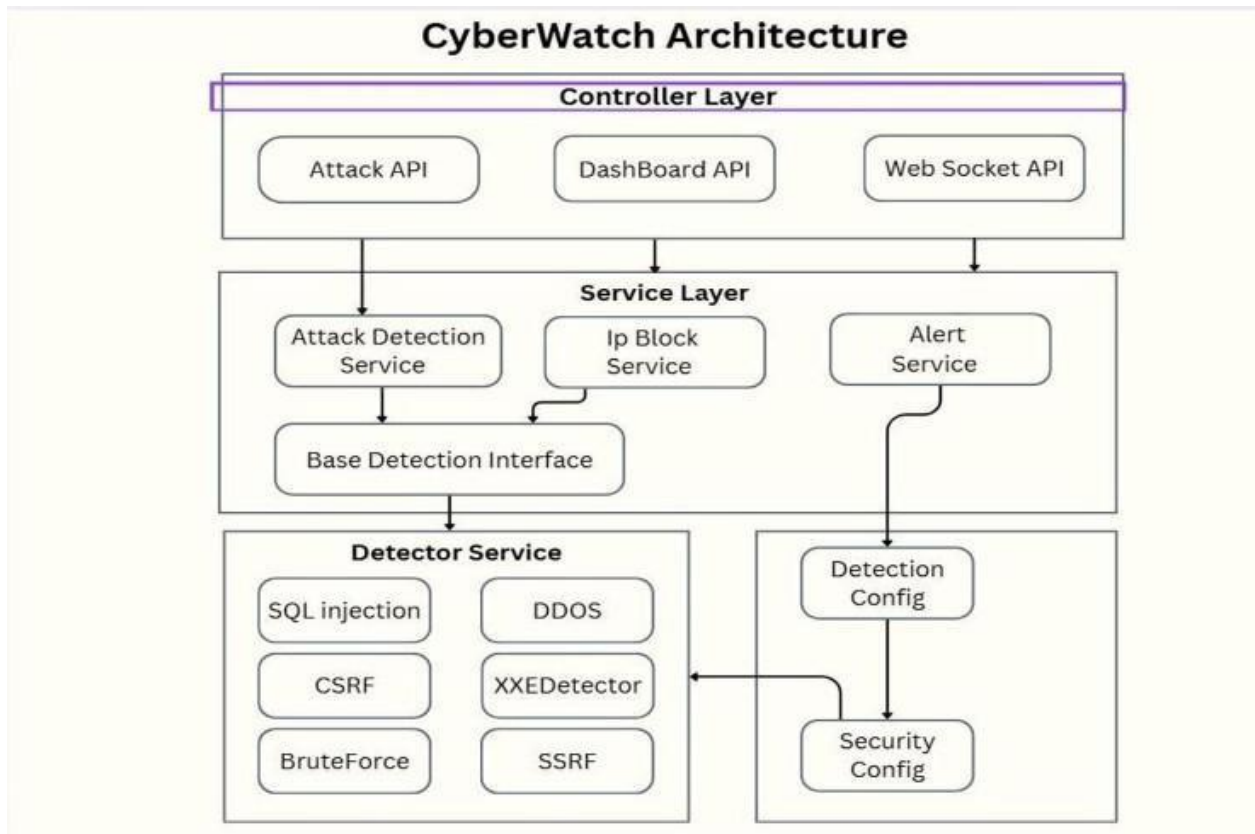 CyberWatch Architecture
Controller Layer
Attack API
DashBoard API
Web Socket API
Service Layer
Attack Detection
Service
Ip Block
Service
Alert
Service
Base Detection Interface
Detector Service
SQL injection
DDOS
CSRF
XXEDetector
BruteForce
SSRF
Detection
Config
Security
Config